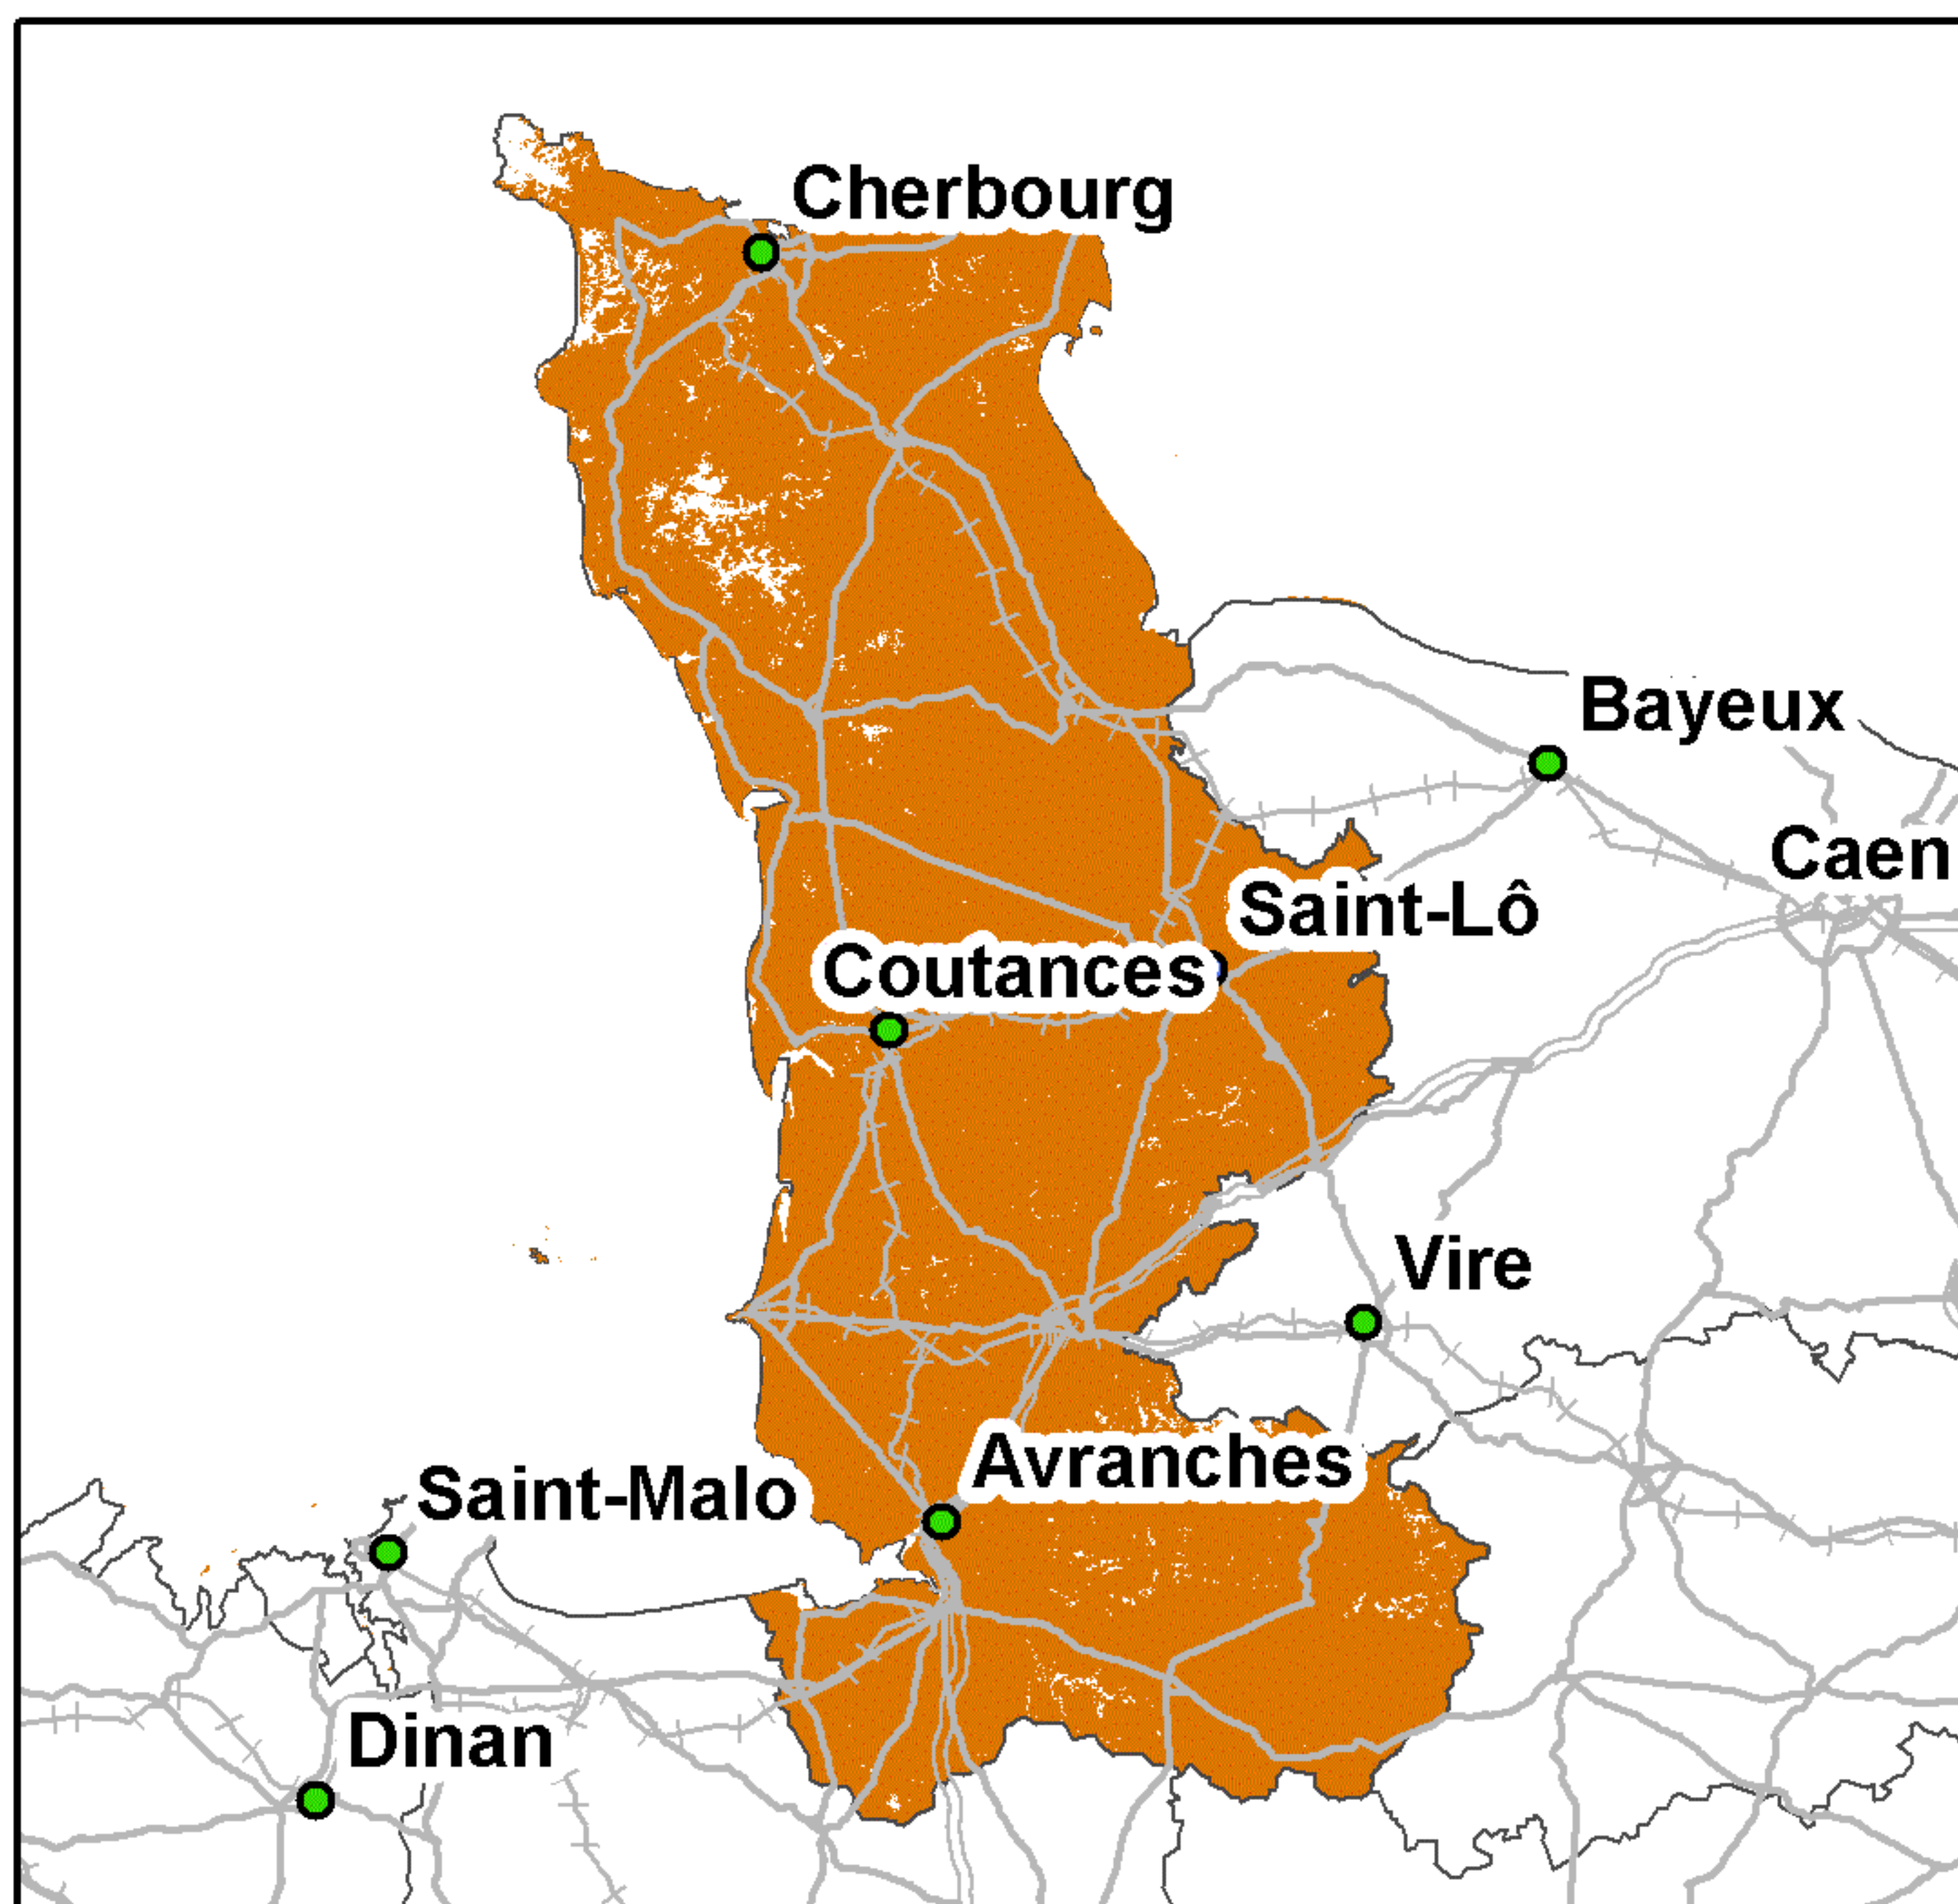 Cherbourg
Bayeux
Caen
Saint-Lô
Coutances
Vire
Avranches
Saint-Malo
Dinan